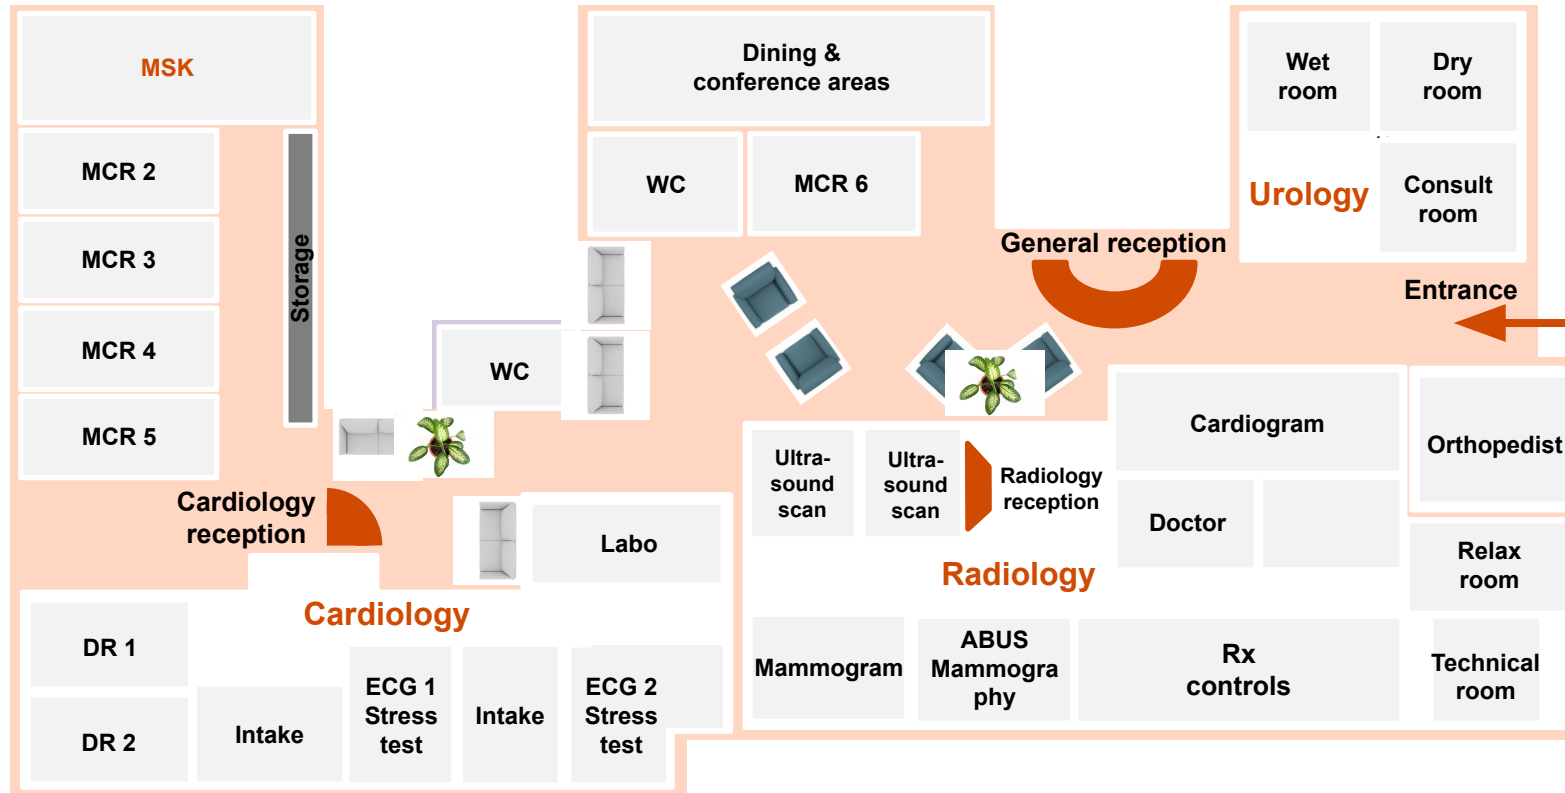 MSK
MCR 2
MCR 3
MCR 4
MCR 5
Storage
Dining &
conference areas
WC
MCR 6
WC
General reception
Wet
room
Dry
room
Urology
Consult
room
Entrance
Cardiology
reception
Labo
Cardiology
DR 1
DR 2
Intake
ECG 1
Stress
test
Intake
ECG 2
Stress
test
Ultra-
sound
scan
Ultra-
sound
scan
Radiology
reception
Cardiogram
Orthopedist
Doctor
Radiology
Relax
room
Mammogram
ABUS
Mammogra
phy
Rx
controls
Technical
room